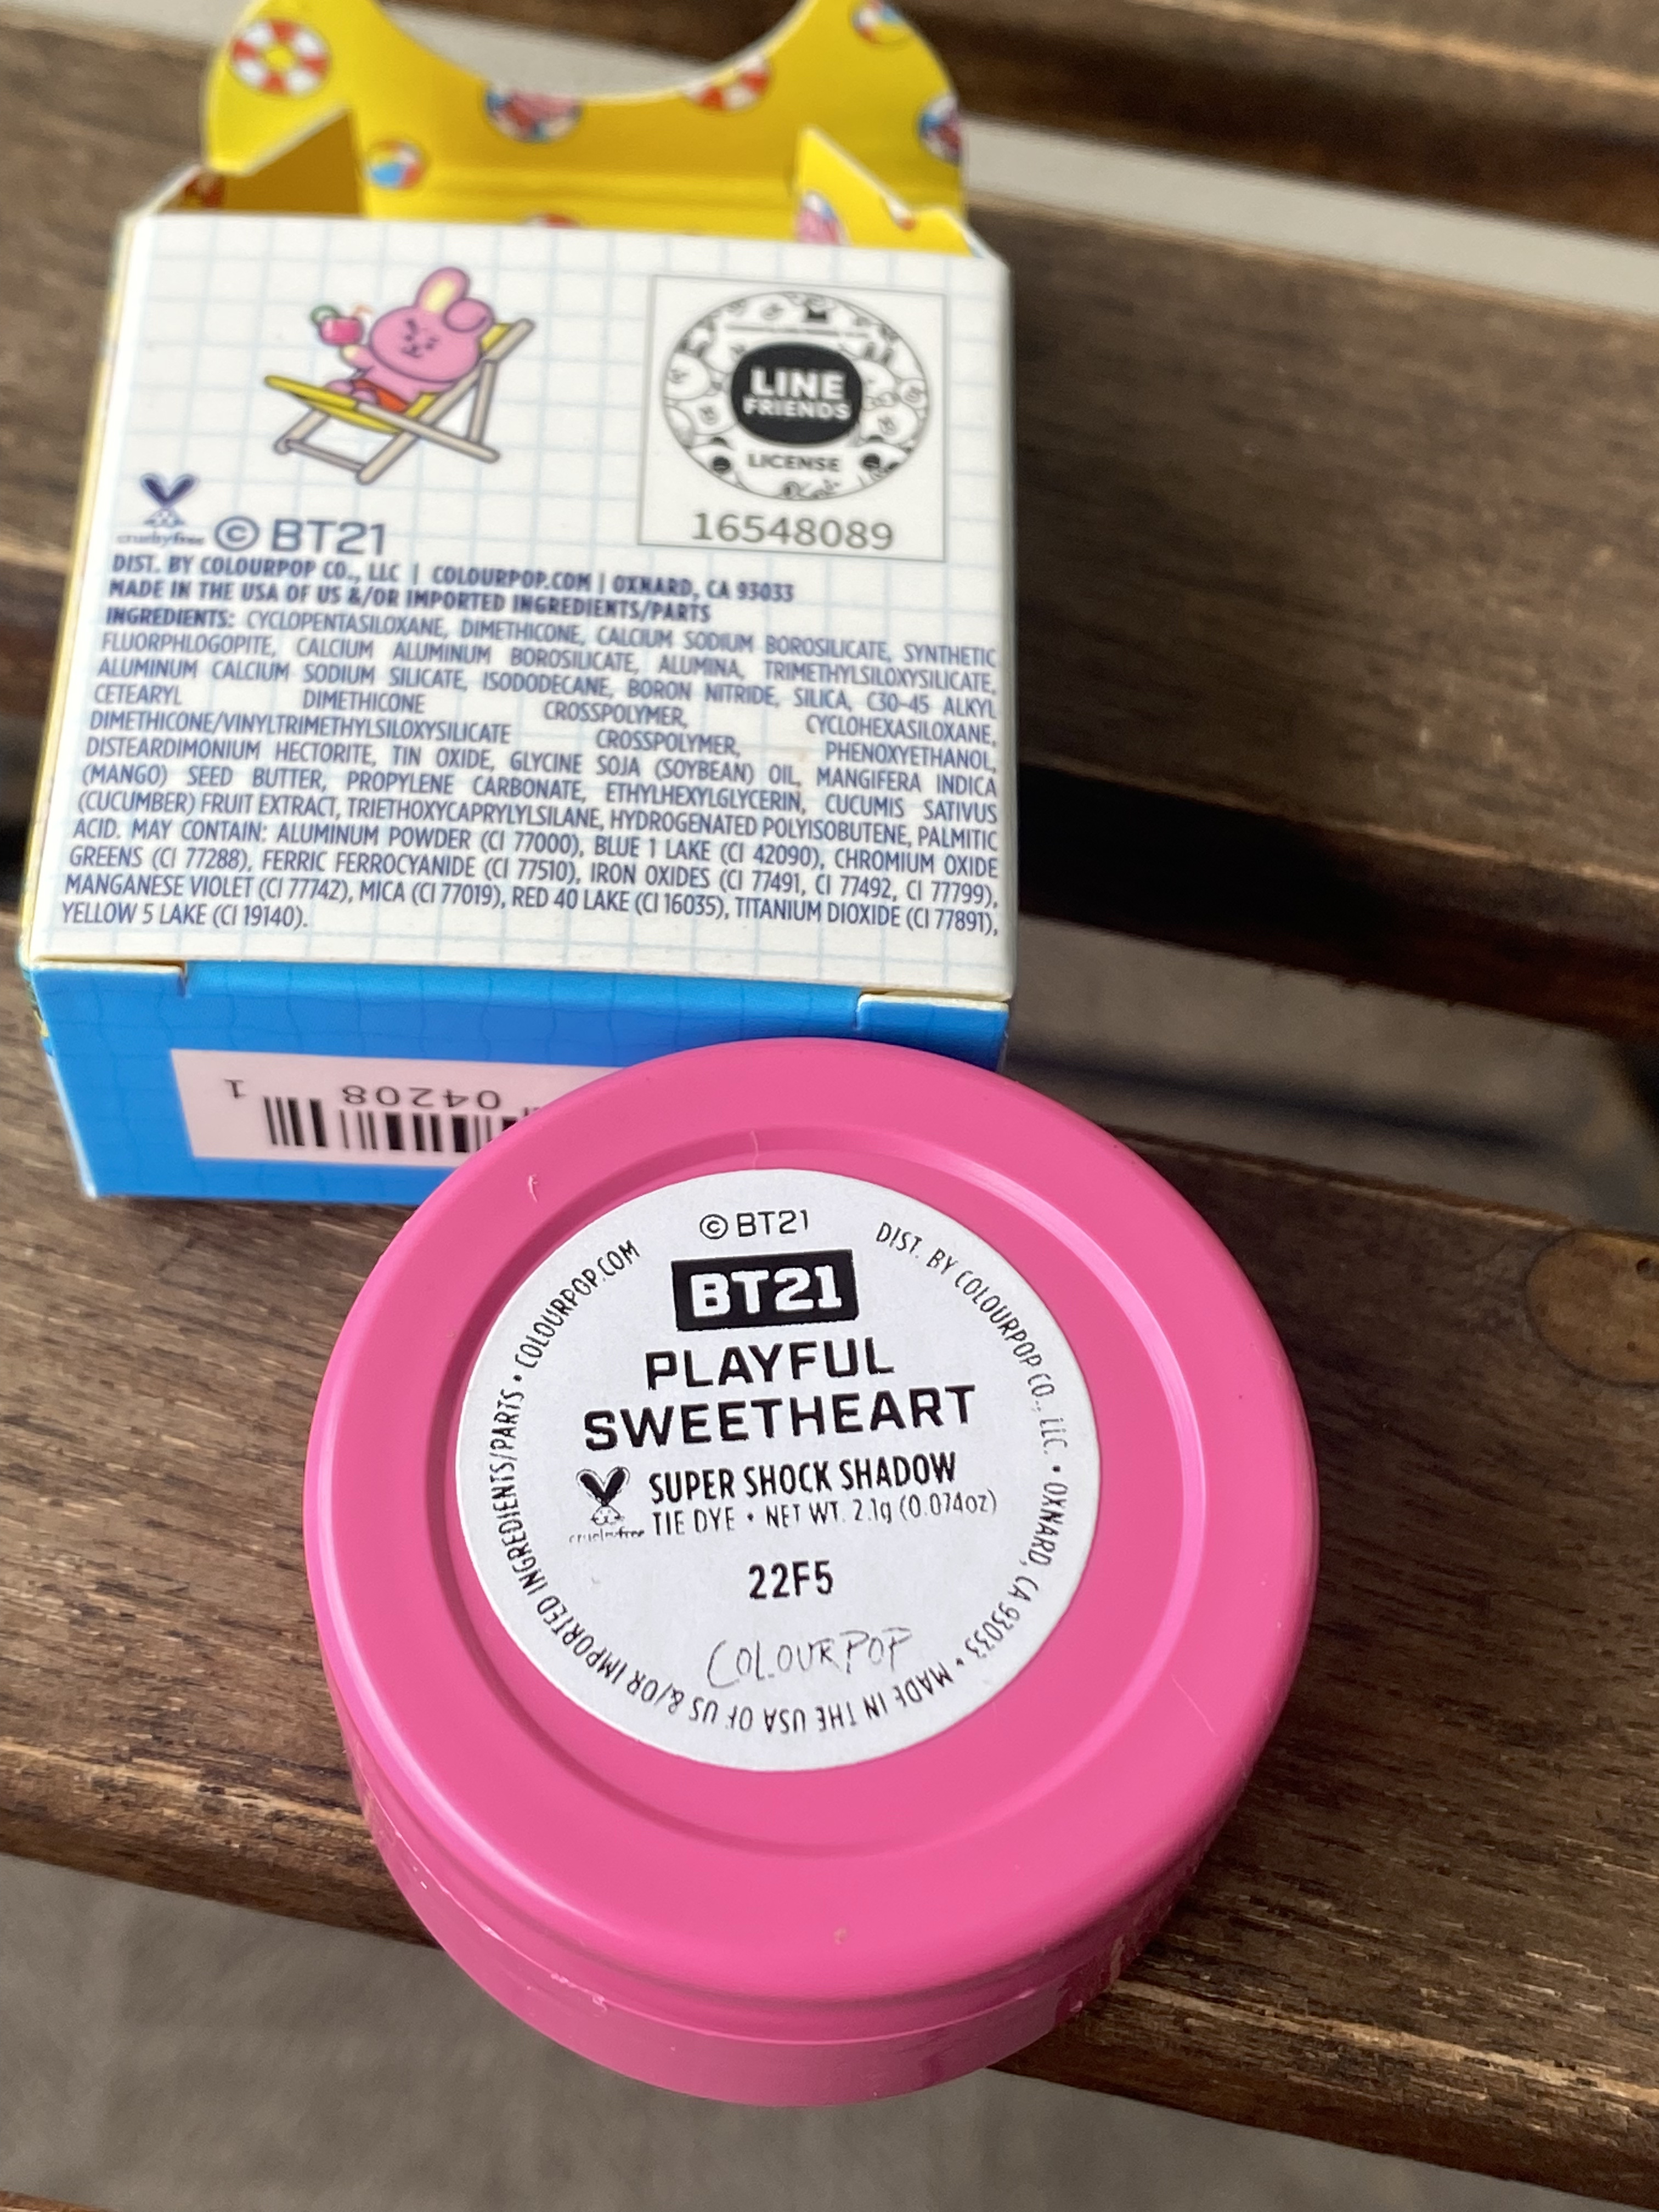 LINE
FRIENDS
LICENSE
16548089
crueltyfree © BT21
DIST. BY COLOURPOP CO., LLC | COLOURPOP.COM | OXNARD, CA 93033
MADE IN THE USA OF US &/OR IMPORTED INGREDIENTS/PARTS
INGREDIENTS: CYCLOPENTASILOXANE, DIMETHICONE, CALCIUM SODIUM BOROSILICATE, SYNTHETIC
FLUORPHLOGOPITE, CALCIUM ALUMINUM BOROSILICATE, ALUMINA, TRIMETHYLSILOXYSILICATE,
ALUMINUM CALCIUM SODIUM SILICATE, ISODODECANE, BORON NITRIDE, SILICA, C30-45 ALKYL
CETEARYL DIMETHICONE CROSSPOLYMER, CYCLOHEXASILOXANE,
DIMETHICONE/VINYLTRIMETHYLSILOXYSILICATE CROSSPOLYMER, PHENOXYETHANOL,
DISTEARDIMONIUM HECTORITE, TIN OXIDE, GLYCINE SOJA (SOYBEAN) OIL, MANGIFERA INDICA
(MANGO) SEED BUTTER, PROPYLENE CARBONATE, ETHYLHEXYLGLYCERIN, CUCUMIS SATIVUS
(CUCUMBER) FRUIT EXTRACT, TRIETHOXYCAPRYLYLSILANE, HYDROGENATED POLYISOBUTENE, PALMITIC
ACID. MAY CONTAIN: ALUMINUM POWDER (CI 77000), BLUE 1 LAKE (CI 42090), CHROMIUM OXIDE
GREENS (CI 77288), FERRIC FERROCYANIDE (CI 77510), IRON OXIDES (CI 77491, CI 77492, CI 77799),
MANGANESE VIOLET (CI 77742), MICA (CI 77019), RED 40 LAKE (CI 16035), TITANIUM DIOXIDE (CI 77891),
YELLOW 5 LAKE (CI 19140).
04208 1
© BT21
BT21
PLAYFUL
SWEETHEART
SUPER SHOCK SHADOW
crueltyfree TIE DYE • NET WT. 2.1g (0.074oz)
22F5
COLOURPOP
DIST. BY COLOURPOP CO., LLC. • OXNARD, CA 93033 • MADE IN THE USA OF US &/OR IMPORTED INGREDIENTS/PARTS • COLOURPOP.COM